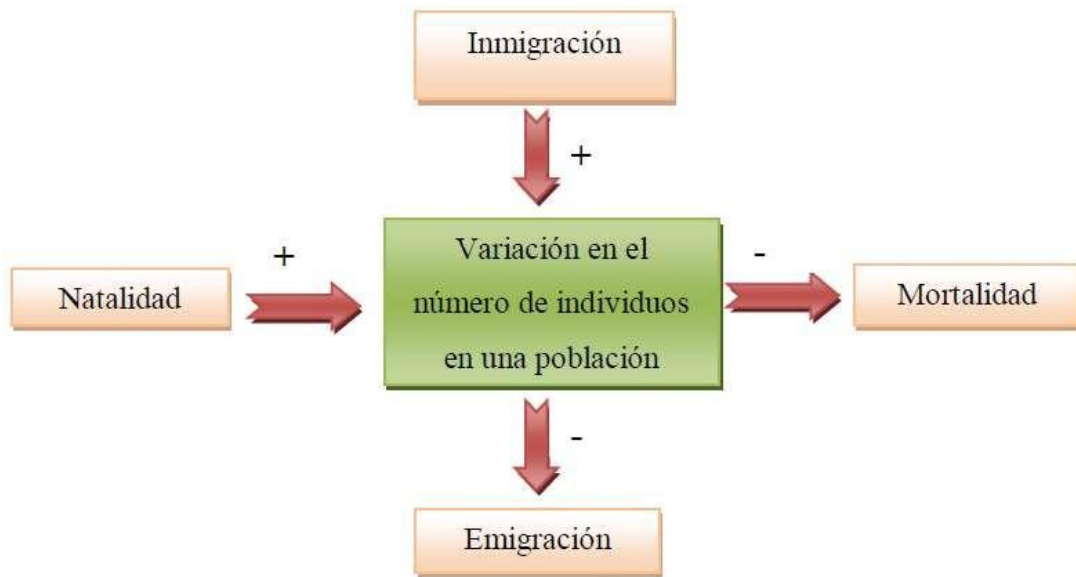 Inmigración
+
Natalidad
+
Variación en el
número de individuos
en una población
-
Mortalidad
-
Emigración